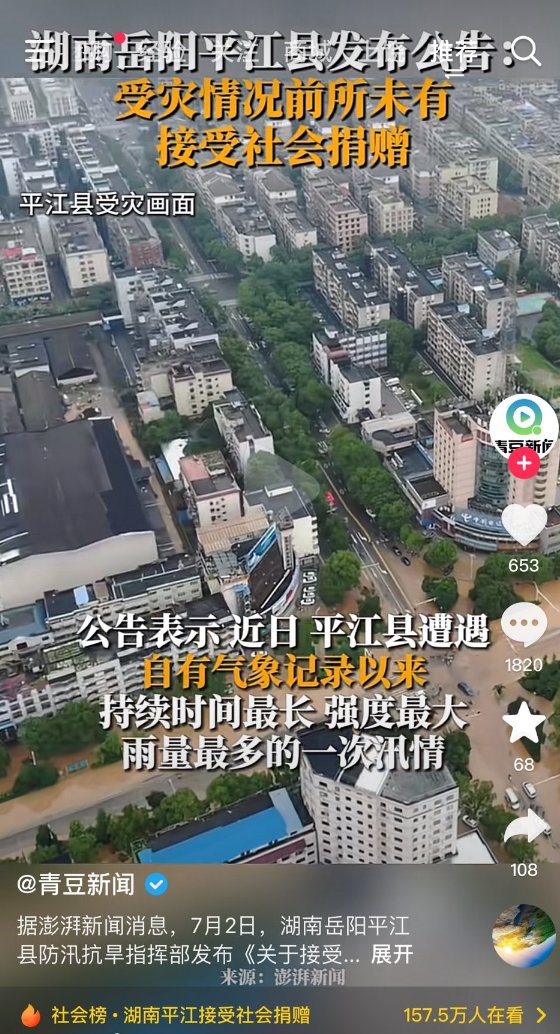 湖南岳阳平江县发布公告：
推荐
受灾情况前所未有
接受社会捐赠
平江县受灾画面
青豆新闻
653
公告表示 近日 平江县遭遇
自有气象记录以来
持续时间最长 强度最大
雨量最多的一次汛情
1820
68
108
@青豆新闻
据澎湃新闻消息，7月2日，湖南岳阳平江
县防汛抗旱指挥部发布《关于接受... 展开
来源：澎湃新闻
社会榜 · 湖南平江接受社会捐赠
157.5万人在看